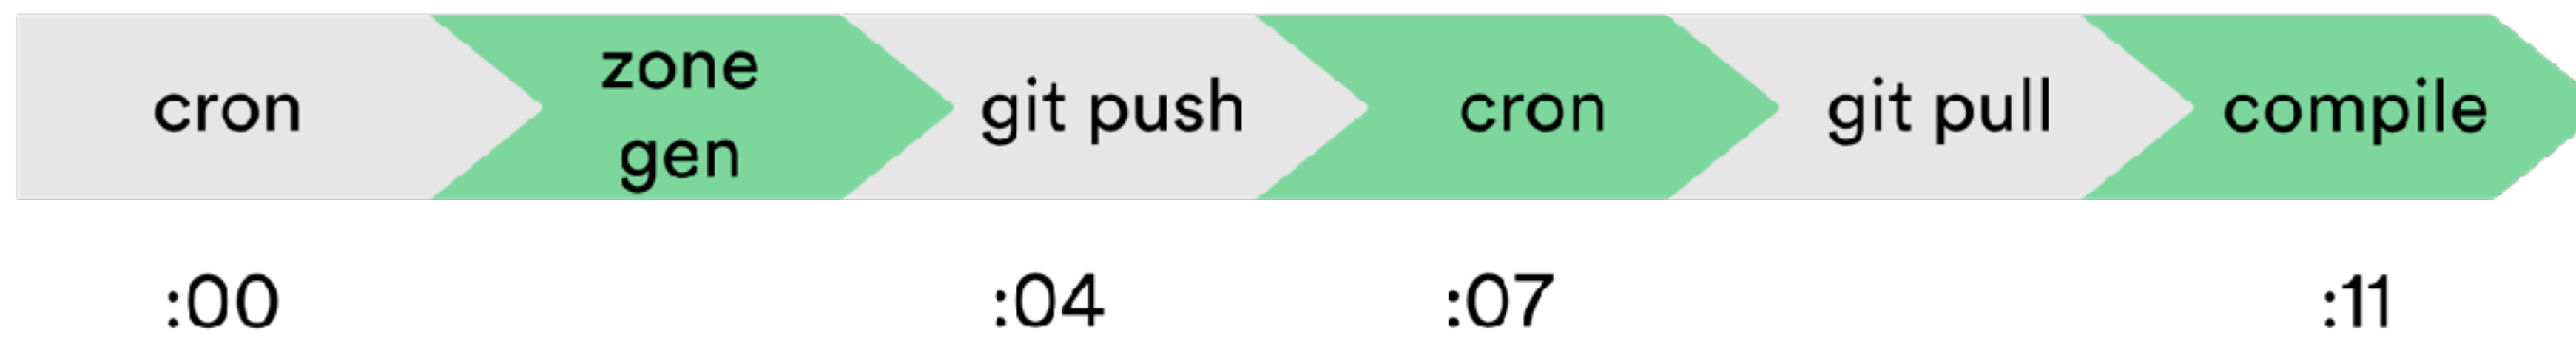 cron
zone
gen
git push
cron
git pull
compile
:00
:04
:07
:11